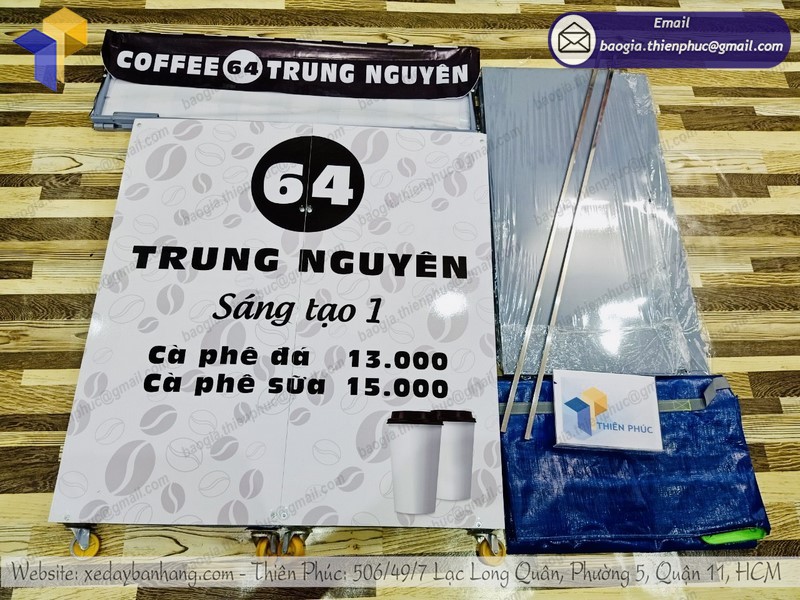 Email
baogia.thienphuc@gmail.com
COFFEE 64 TRUNG NGUYÊN
64
TRUNG NGUYÊN
Sáng tạo 1
Cà phê đá 13.000
Cà phê sữa 15.000
THIÊN PHÚC
Website: xedaybanhang.com - Thiên Phúc: 506/49/7 Lạc Long Quân, Phường 5, Quận 11, HCM